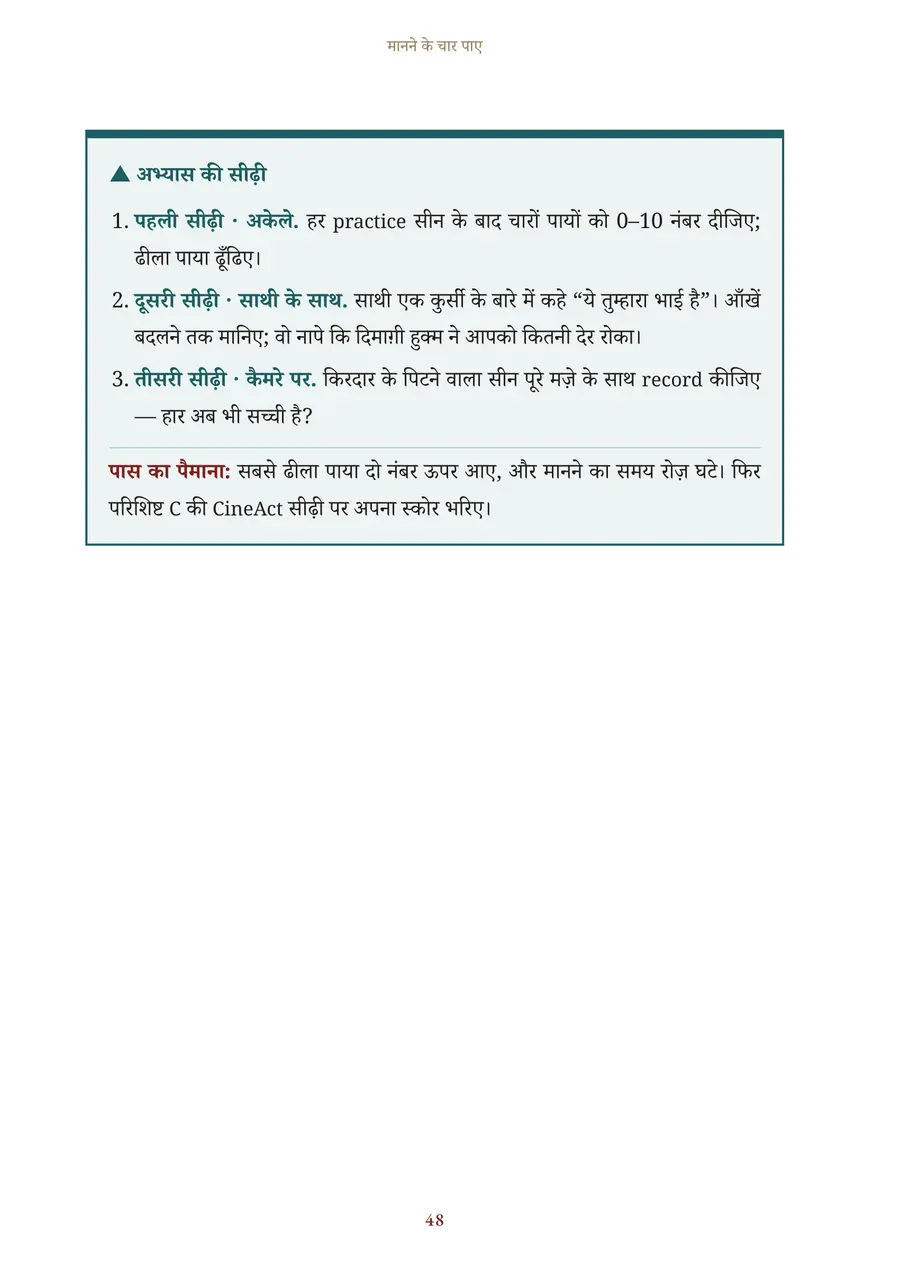 मानने के चार पाए
▲ अभ्यास की सीढ़ी
1. पहली सीढ़ी · अकेले. हर practice सीन के बाद चारों पायों को 0–10 नंबर दीजिए;
ढीला पाया ढूँढिए।
2. दूसरी सीढ़ी · साथी के साथ. साथी एक कुर्सी के बारे में कहे “ये तुम्हारा भाई है”। आँखें
बदलने तक मानिए; वो नापे कि दिमाग़ी हुक्म ने आपको कितनी देर रोका।
3. तीसरी सीढ़ी · कैमरे पर. किरदार के पिटने वाला सीन पूरे मज़े के साथ record कीजिए
— हार अब भी सच्ची है?
पास का पैमाना: सबसे ढीला पाया दो नंबर ऊपर आए, और मानने का समय रोज़ घटे। फिर
परिशिष्ट C की CineAct सीढ़ी पर अपना स्कोर भरिए।
48